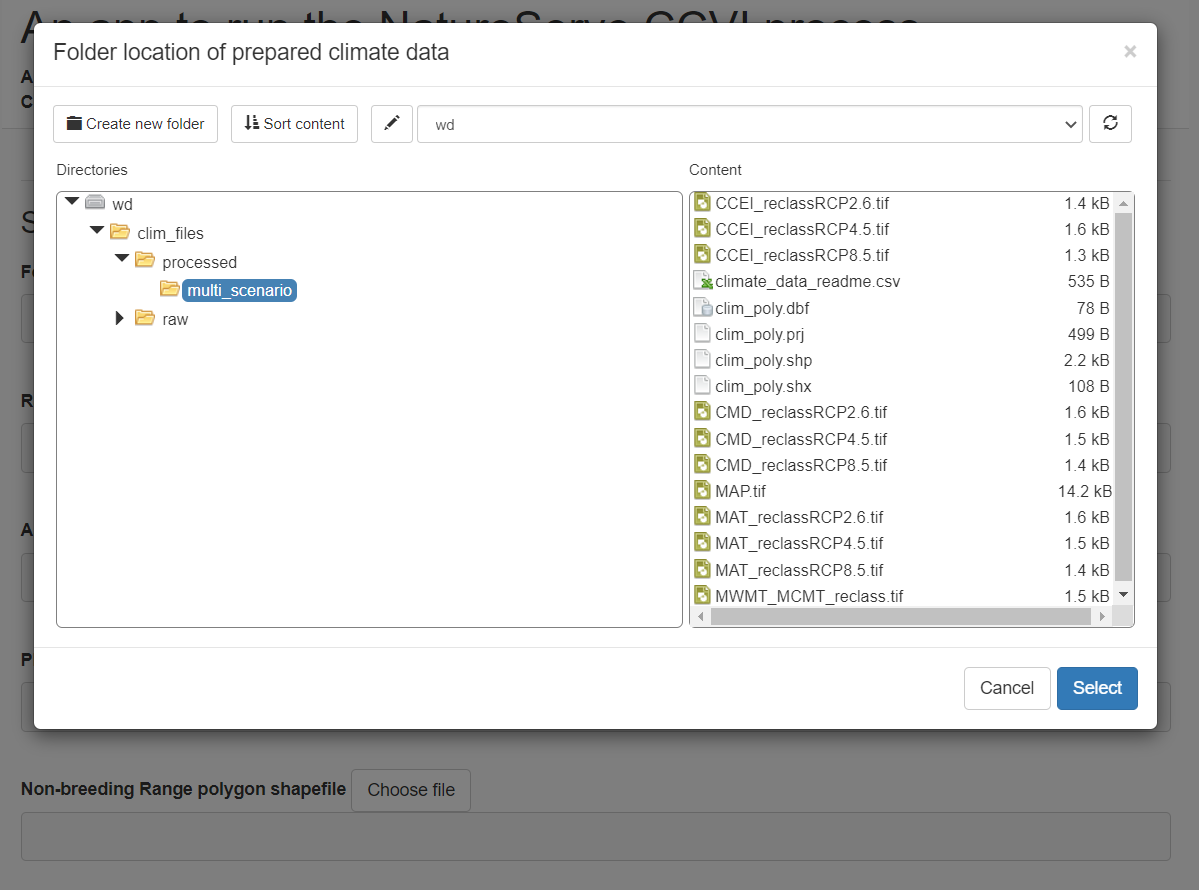 Folder location of prepared climate data ×
Create new folder Sort content wd
Directories
Content
wd
clim_files
processed
multi_scenario
raw
CCEI_reclassRCP2.6.tif 1.4 kB
CCEI_reclassRCP4.5.tif 1.6 kB
CCEI_reclassRCP8.5.tif 1.3 kB
climate_data_readme.csv 535 B
clim_poly.dbf 78 B
clim_poly.prj 499 B
clim_poly.shp 2.2 kB
clim_poly.shx 108 B
CMD_reclassRCP2.6.tif 1.6 kB
CMD_reclassRCP4.5.tif 1.5 kB
CMD_reclassRCP8.5.tif 1.4 kB
MAP.tif 14.2 kB
MAT_reclassRCP2.6.tif 1.6 kB
MAT_reclassRCP4.5.tif 1.5 kB
MAT_reclassRCP8.5.tif 1.4 kB
MWMT_MCMT_reclass.tif 1.5 kB
Cancel Select
Non-breeding Range polygon shapefile Choose file